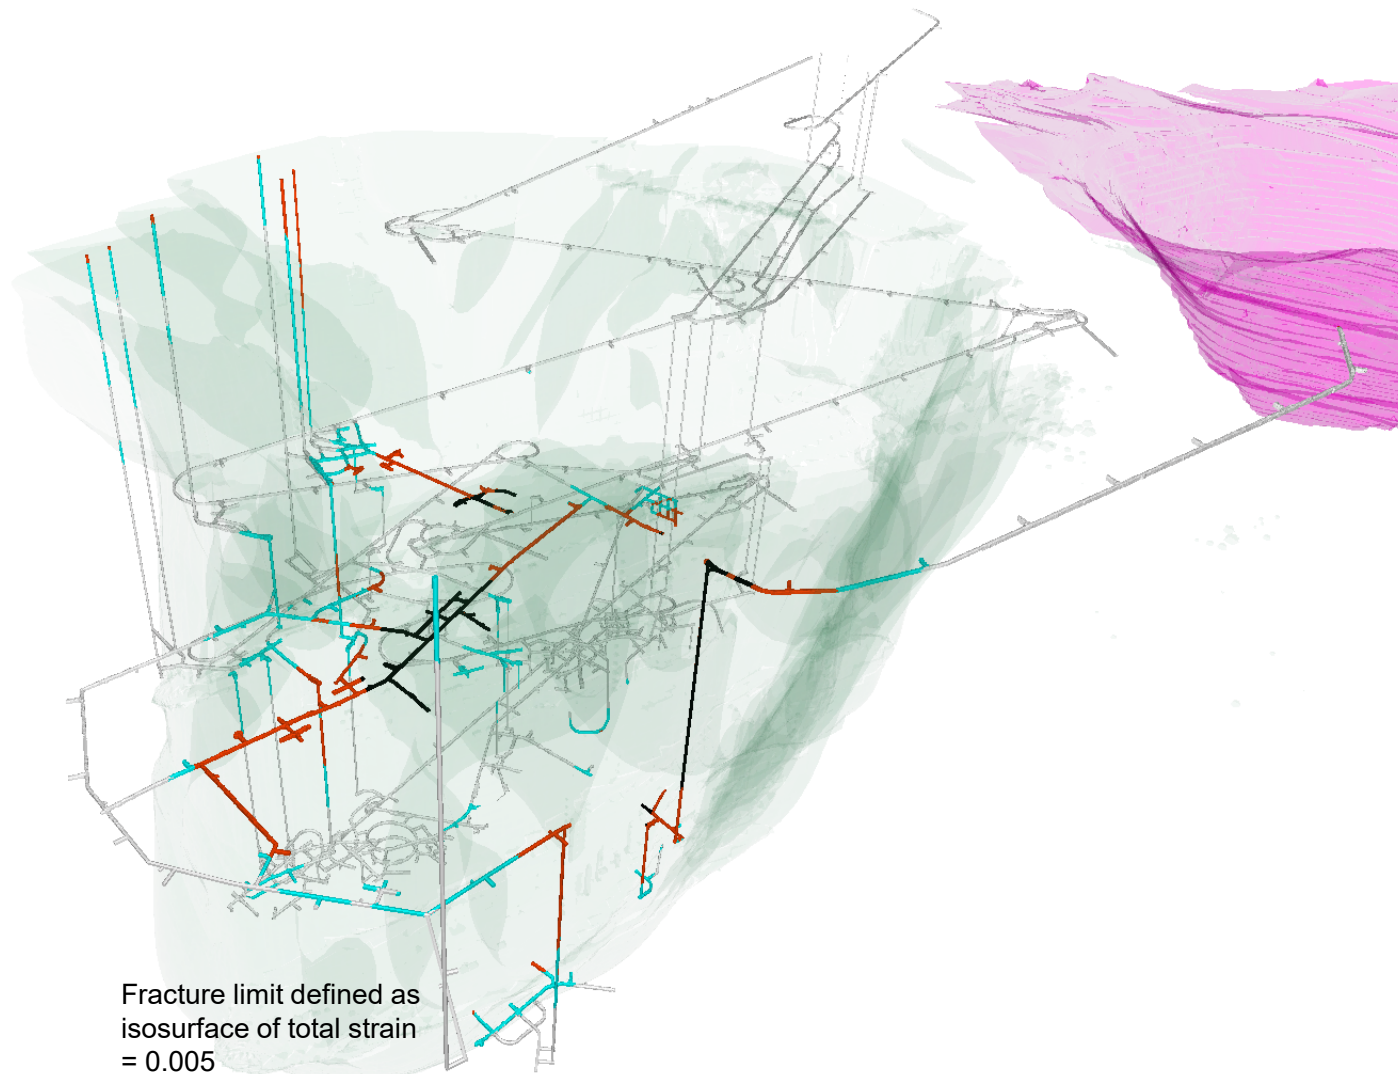 Fracture limit defined as
isosurface of total strain
= 0.005